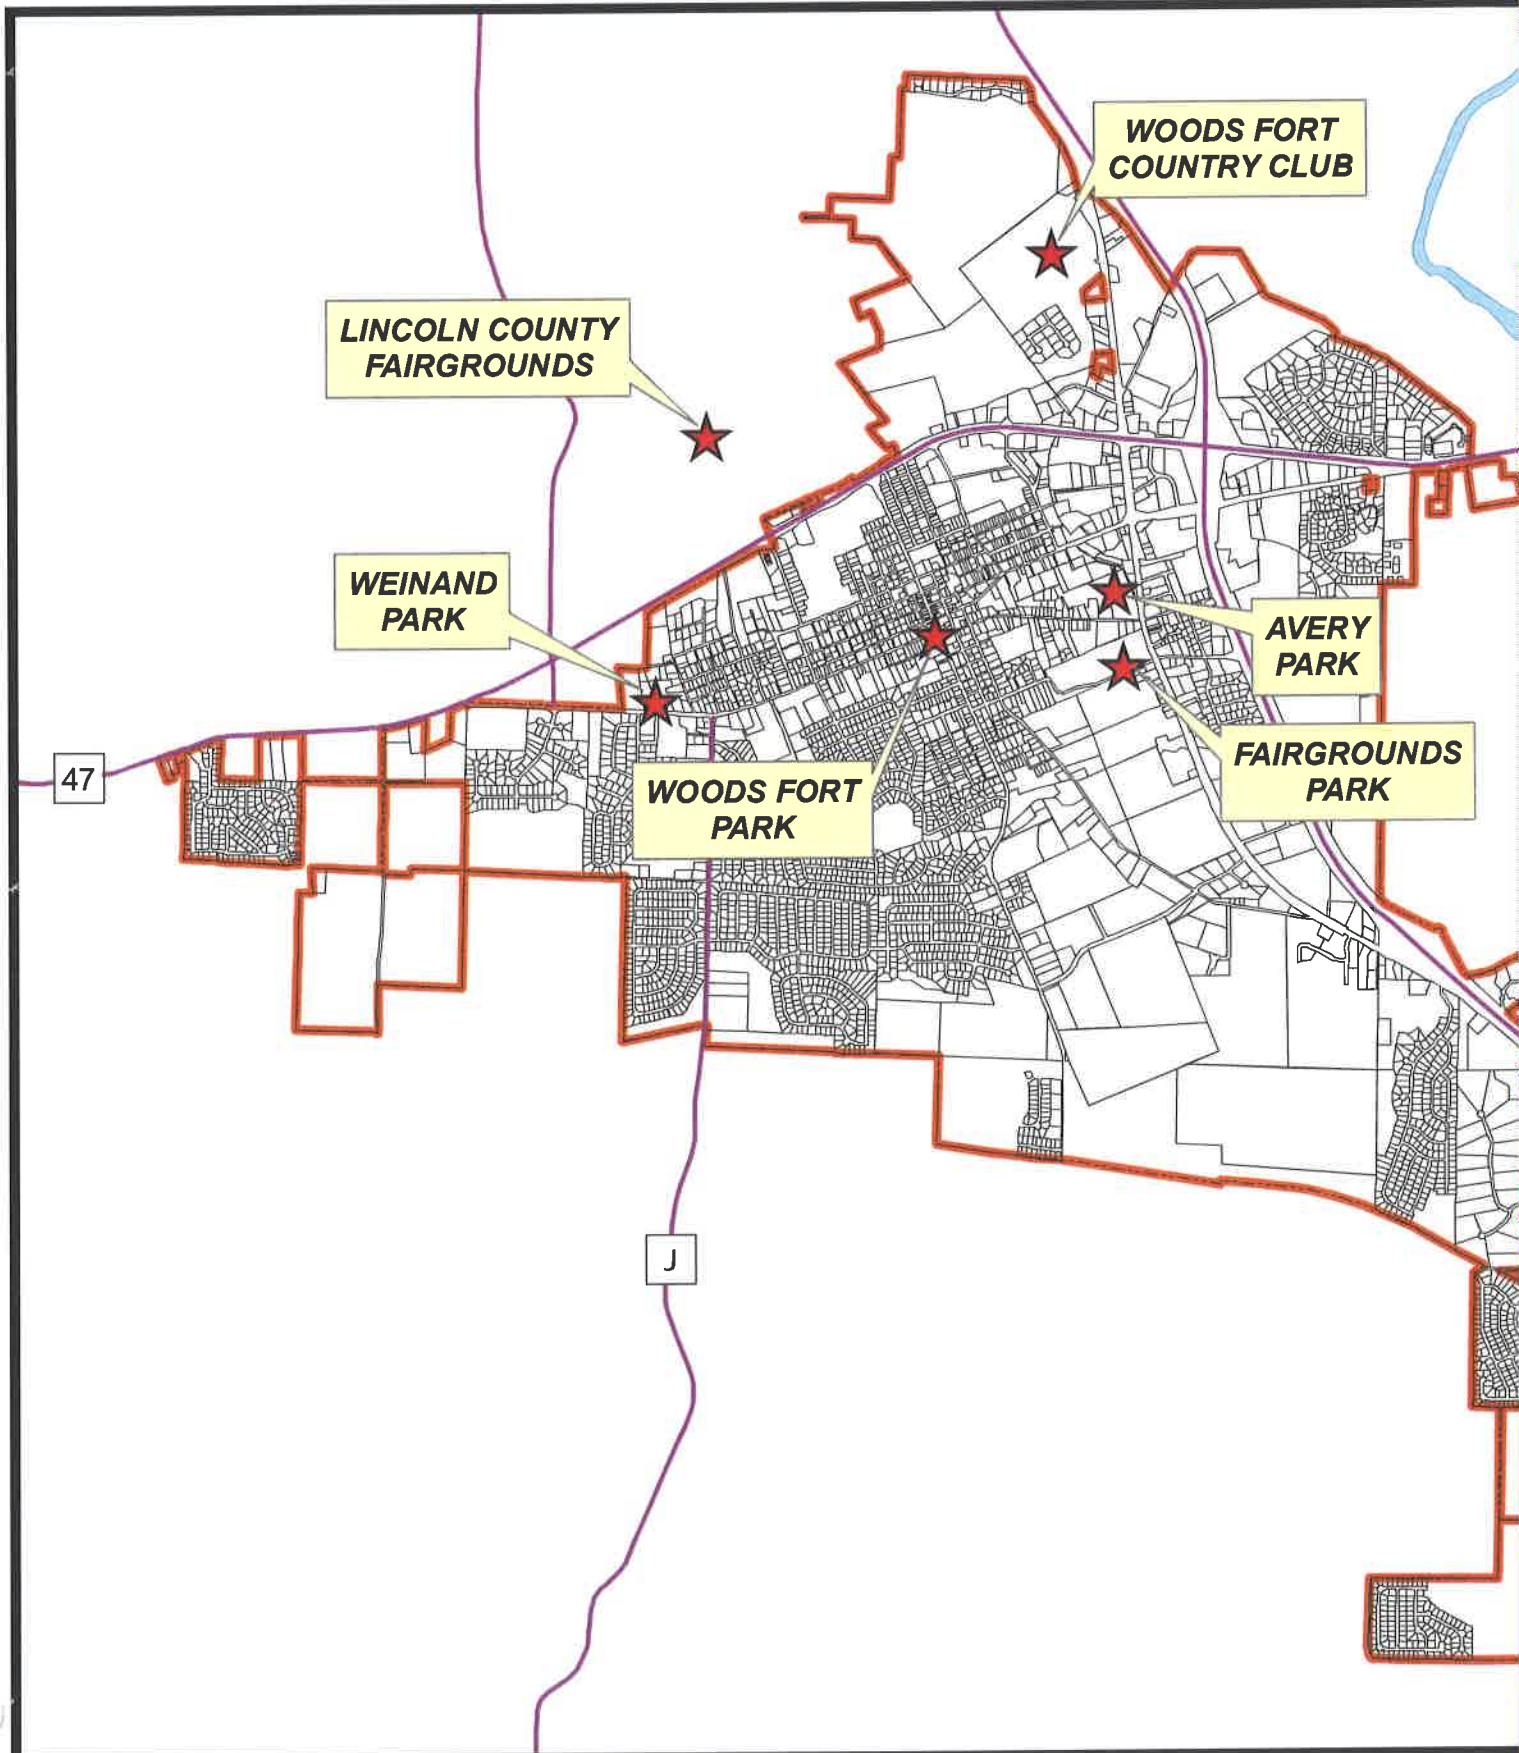 WOODS FORT
COUNTRY CLUB
LINCOLN COUNTY
FAIRGROUNDS
WEINAND
PARK
AVERY
PARK
FAIRGROUNDS
PARK
WOODS FORT
PARK
47
J